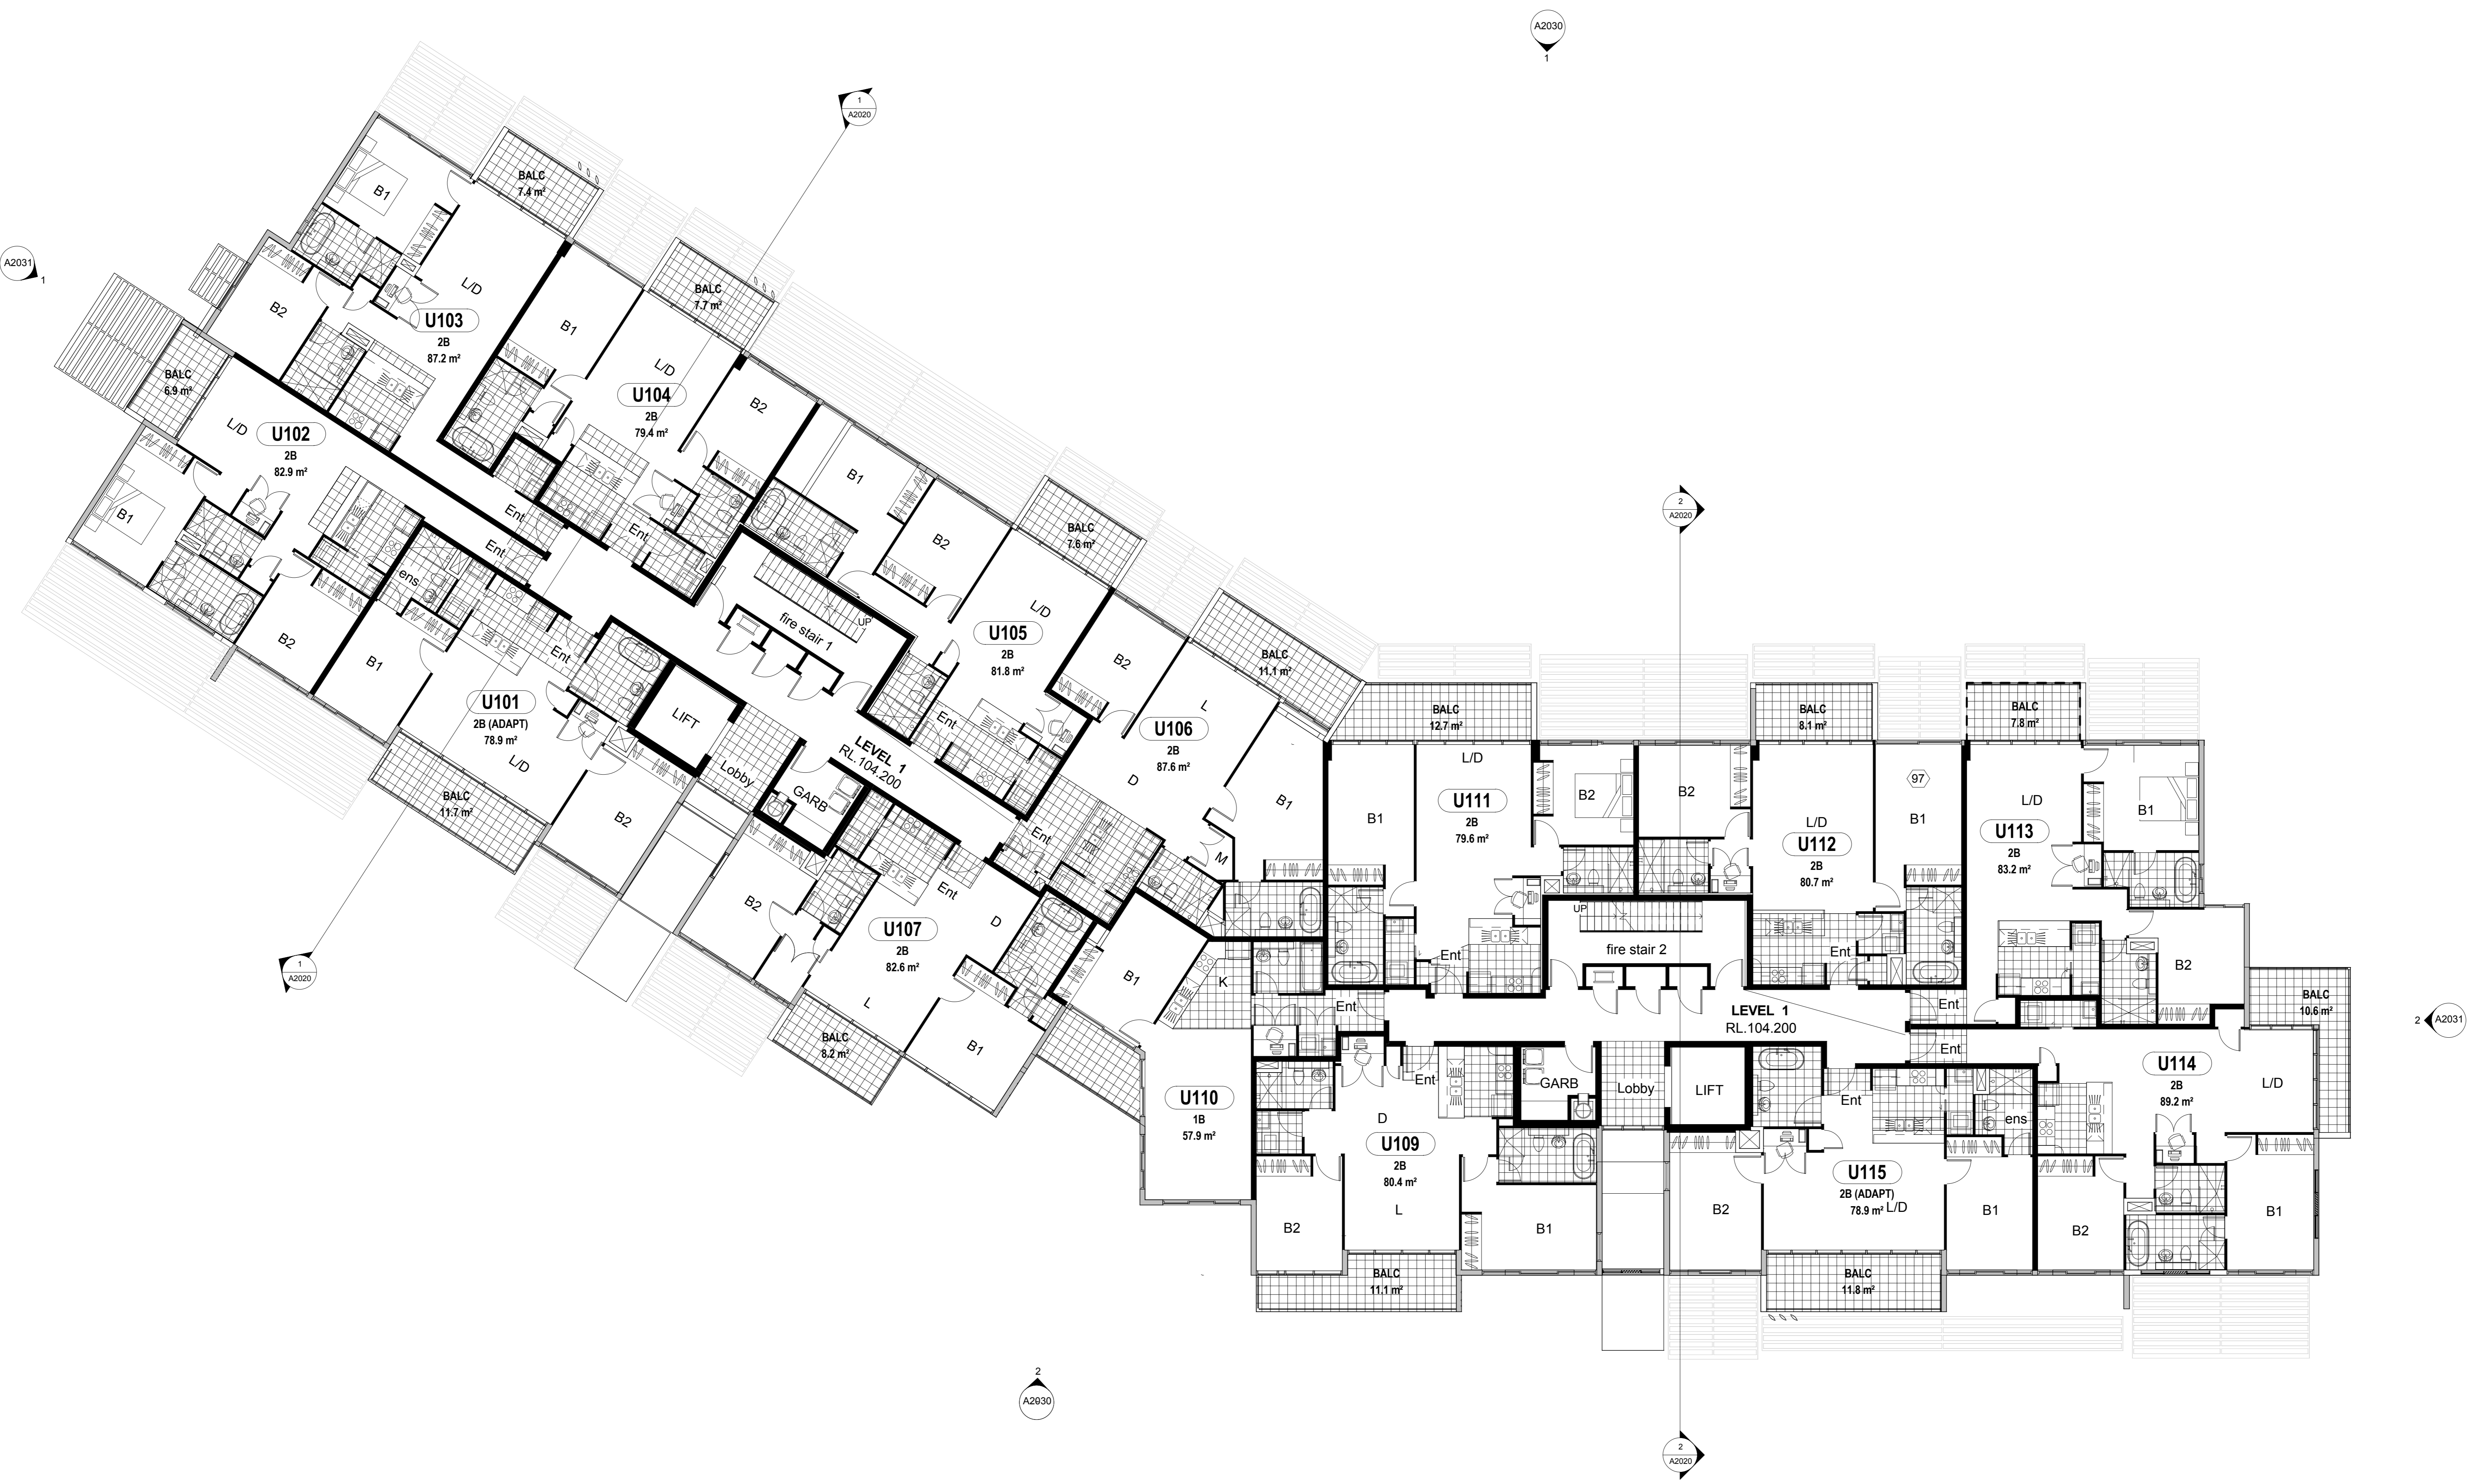 A2030
1
1
A2020
A2031
1
BALC
7.4 m²
B1
L/D
B2
U103
2B
87.2 m²
BALC
7.7 m²
B1
L/D
U104
2B
79.4 m²
B2
BALC
6.9 m²
L/D
U102
2B
82.9 m²
B1
B2
Ent
Ent
Ent
ens
B1
Ent
U101
2B (ADAPT)
78.9 m²
L/D
B2
BALC
11.7 m²
LIFT
Lobby
fire stair 1
UP
LEVEL 1
RL.104.200
GARB
B1
B2
BALC
7.6 m²
L/D
U105
2B
81.8 m²
Ent
B2
BALC
11.1 m²
L
U106
2B
87.6 m²
D
B1
M
Ent
Ent
B2
U107
2B
82.6 m²
D
L
B1
BALC
8.2 m²
1
A2020
2
A2020
BALC
12.7 m²
L/D
B1
U111
2B
79.6 m²
B2
Ent
B2
BALC
8.1 m²
L/D
U112
2B
80.7 m²
97
B1
Ent
BALC
7.8 m²
L/D
U113
2B
83.2 m²
B1
B2
Ent
UP
fire stair 2
LEVEL 1
RL.104.200
B1
K
Ent
U110
1B
57.9 m²
D
Ent
U109
2B
80.4 m²
L
B2
B1
BALC
11.1 m²
GARB
Lobby
LIFT
Ent
Ent
ens
U115
2B (ADAPT)
78.9 m²
L/D
B2
B1
BALC
11.8 m²
U114
2B
89.2 m²
L/D
B2
B1
BALC
10.6 m²
2
A2031
2
A2030
2
A2020